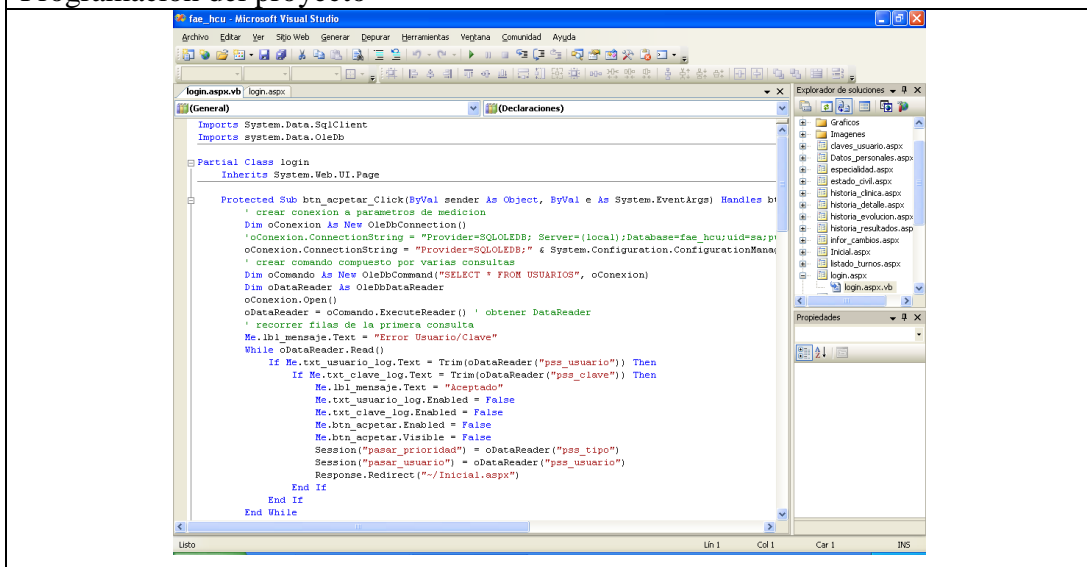 Programación del proyecto
fae_hcu - Microsoft Visual Studio
Archivo Editar Ver Sitio Web Generar Depurar Herramientas Ventana Comunidad Ayuda
login.aspx.vb login.aspx
(General) (Declaraciones)
Imports System.Data.SqlClient
Imports system.Data.OleDb
Partial Class login
Inherits System.Web.UI.Page
Protected Sub btn_acpetar_Click(ByVal sender As Object, ByVal e As System.EventArgs) Handles
' crear conexion a parametros de medicion
Dim oConexion As New OleDbConnection()
'oConexion.ConnectionString = "Provider=SQLOLEDB; Server=(local);Database=fae_hcu;uid=sa;
oConexion.ConnectionString = "Provider=SQLOLEDB;" & System.Configuration.ConfigurationMana
' crear comando compuesto por varias consultas
Dim oComando As New OleDbCommand("SELECT * FROM USUARIOS", oConexion)
Dim oDataReader As OleDbDataReader
oConexion.Open()
oDataReader = oComando.ExecuteReader() ' obtener DataReader
' recorrer filas de la primera consulta
Me.lbl_mensaje.Text = "Error Usuario/Clave"
While oDataReader.Read()
If Me.txt_usuario_log.Text = Trim(oDataReader("pss_usuario")) Then
If Me.txt_clave_log.Text = Trim(oDataReader("pss_clave")) Then
Me.lbl_mensaje.Text = "Aceptado"
Me.txt_usuario_log.Enabled = False
Me.txt_clave_log.Enabled = False
Me.btn_acpetar.Enabled = False
Me.btn_acpetar.Visible = False
Session("pasar_prioridad") = oDataReader("pss_tipo")
Session("pasar_usuario") = oDataReader("pss_usuario")
Response.Redirect("~/Inicial.aspx")
End If
End If
End While
Explorador de soluciones
Graficos
Imagenes
claves_usuario.aspx
Datos_personales.aspx
especialidad.aspx
estado_civil.aspx
historia_clinica.aspx
historia_detalle.aspx
historia_evolucion.aspx
historia_resultados.asp
infor_cambios.aspx
Inicial.aspx
listado_turnos.aspx
login.aspx
login.aspx.vb
Propiedades
Listo Lín 1 Col 1 Car 1 INS